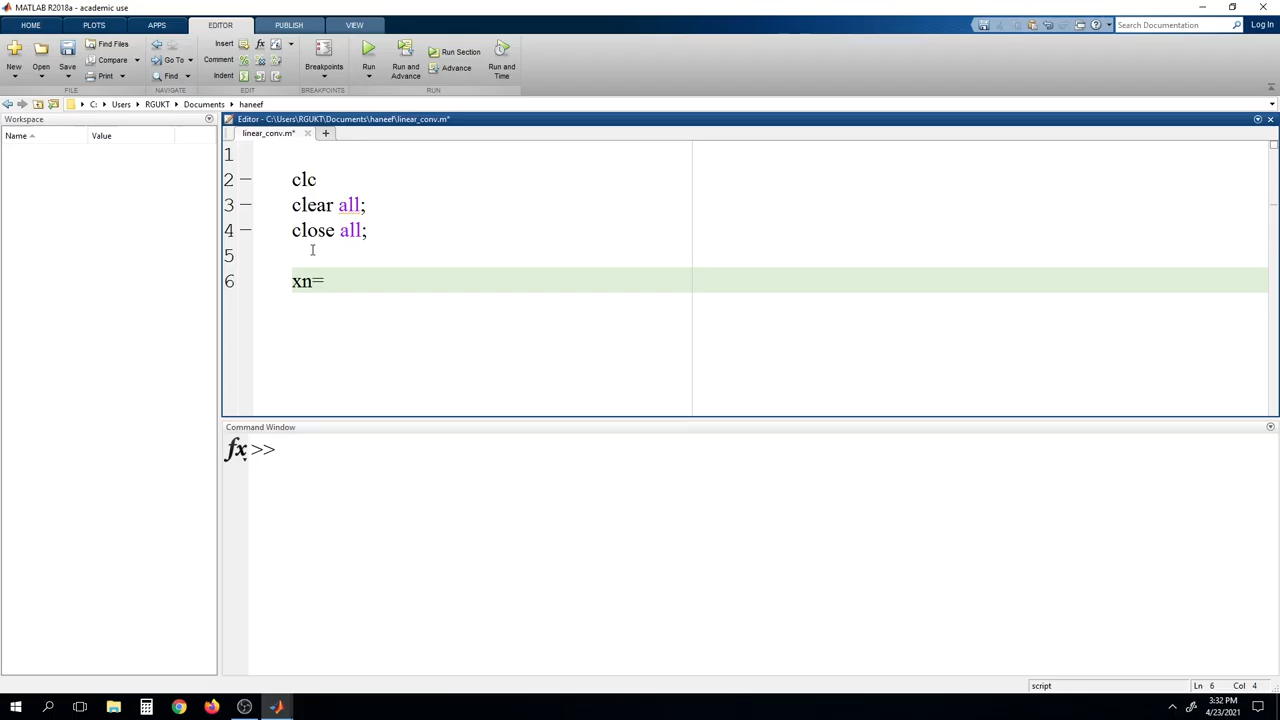 MATLAB R2018a - academic use
HOME PLOTS APPS EDITOR PUBLISH VIEW Search Documentation Log In
New Open Save Find Files Compare Print Go To Find Insert Comment Indent fx Breakpoints Run Run and Advance Run Section Advance Run and Time
FILE NAVIGATE EDIT BREAKPOINTS RUN
C: Users RGUKT Documents haneef
Workspace
Name Value
Editor - C:\Users\RGUKT\Documents\haneef\linear_conv.m*
linear_conv.m*
1
2 clc
3 clear all;
4 close all;
5
6 xn=
Command Window
fx >>
script Ln 6 Col 4
3:32 PM
4/23/2021